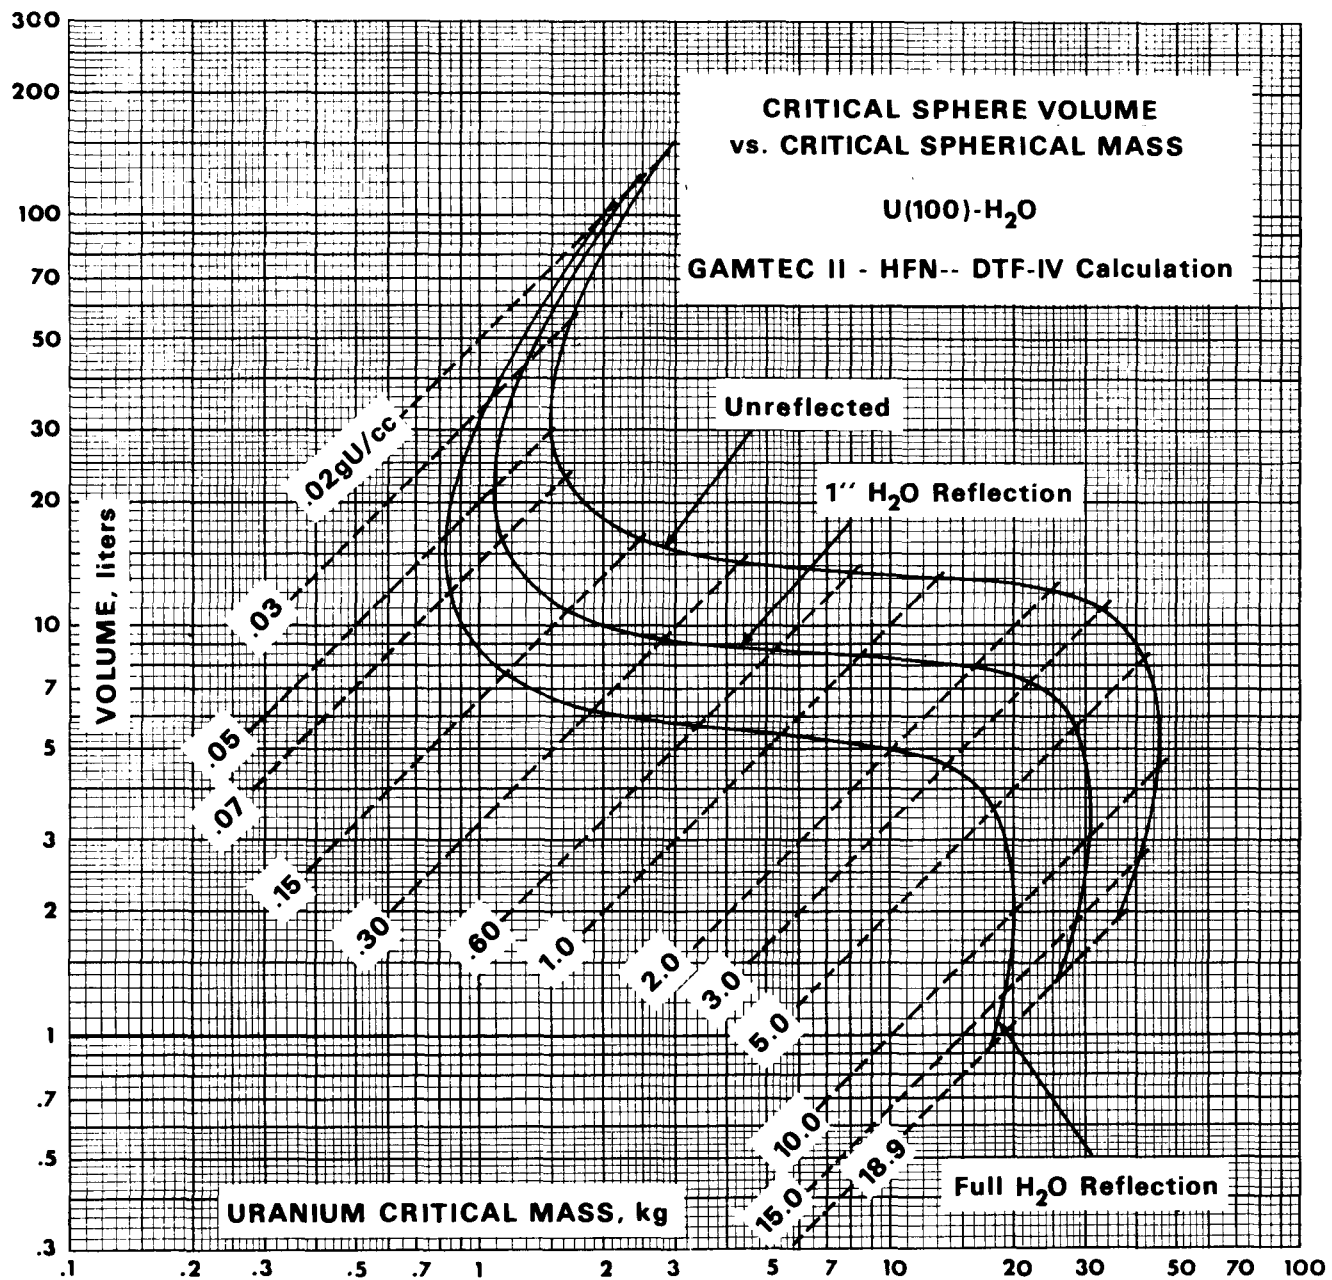 300
200
100
70
50
30
20
10
7
5
3
2
1
.7
.5
.3
VOLUME, liters
CRITICAL SPHERE VOLUME
vs. CRITICAL SPHERICAL MASS
U(100)-H₂O
GAMTEC II - HFN-- DTF-IV Calculation
Unreflected
1'' H₂O Reflection
.02gU/cc
.03
.05
.07
.15
.30
.60
1.0
2.0
3.0
5.0
10.0
15.0
18.9
Full H₂O Reflection
URANIUM CRITICAL MASS, kg
.1 .2 .3 .5 .7 1 2 3 5 7 10 20 30 50 70 100